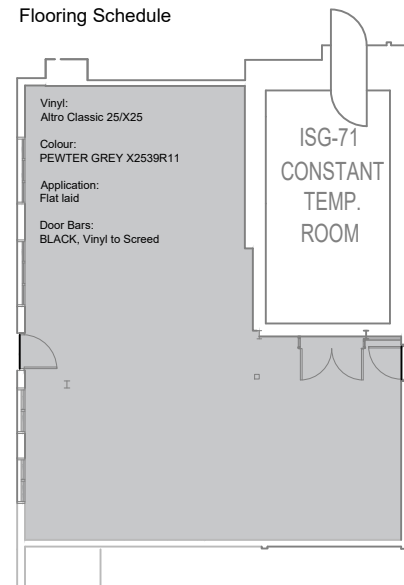 Flooring Schedule
Vinyl:
Altro Classic 25/X25
Colour:
PEWTER GREY X2539R11
Application:
Flat laid
Door Bars:
BLACK, Vinyl to Screed
ISG-71
CONSTANT
TEMP.
ROOM